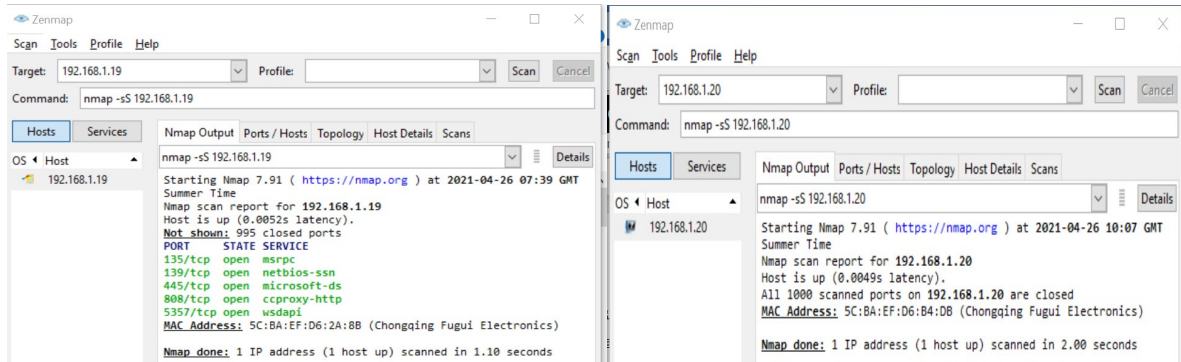 Zenmap
Scan Tools Profile Help
Target: 192.168.1.19 Profile: Scan Cancel
Command: nmap -sS 192.168.1.19
Hosts Services
Nmap Output Ports / Hosts Topology Host Details Scans
OS Host
nmap -sS 192.168.1.19 Details
192.168.1.19
Starting Nmap 7.91 ( https://nmap.org ) at 2021-04-26 07:39 GMT
Summer Time
Nmap scan report for 192.168.1.19
Host is up (0.0052s latency).
Not shown: 995 closed ports
PORT STATE SERVICE
135/tcp open msrpc
139/tcp open netbios-ssn
445/tcp open microsoft-ds
808/tcp open ccproxy-http
5357/tcp open wsdapi
MAC Address: 5C:BA:EF:D6:2A:8B (Chongqing Fugui Electronics)
Nmap done: 1 IP address (1 host up) scanned in 1.10 seconds
Zenmap
Scan Tools Profile Help
Target: 192.168.1.20 Profile: Scan Cancel
Command: nmap -sS 192.168.1.20
Hosts Services
Nmap Output Ports / Hosts Topology Host Details Scans
OS Host
nmap -sS 192.168.1.20 Details
192.168.1.20
Starting Nmap 7.91 ( https://nmap.org ) at 2021-04-26 10:07 GMT
Summer Time
Nmap scan report for 192.168.1.20
Host is up (0.0049s latency).
All 1000 scanned ports on 192.168.1.20 are closed
MAC Address: 5C:BA:EF:D6:B4:DB (Chongqing Fugui Electronics)
Nmap done: 1 IP address (1 host up) scanned in 2.00 seconds